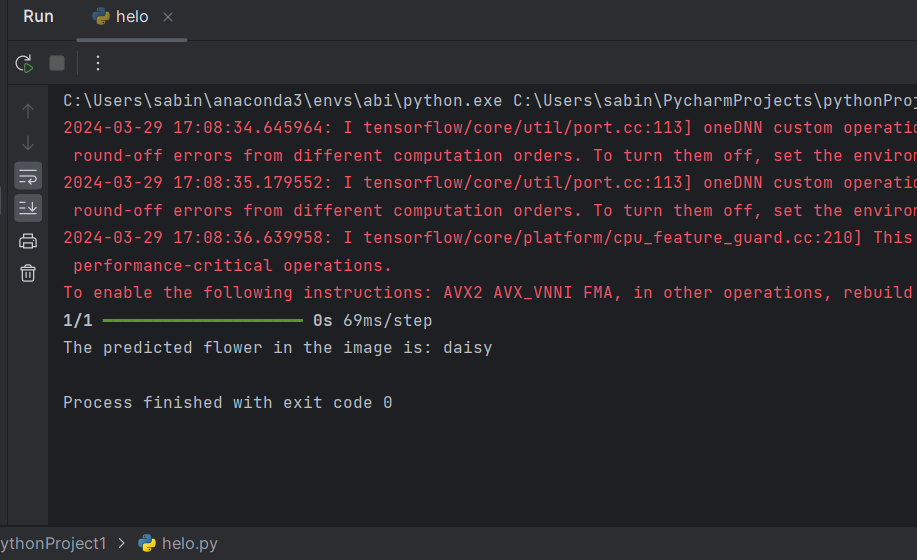 Run
helo
C:\Users\sabin\anaconda3\envs\abi\python.exe C:\Users\sabin\PycharmProjects\pythonProj
2024-03-29 17:08:34.645964: I tensorflow/core/util/port.cc:113] oneDNN custom operatio
round-off errors from different computation orders. To turn them off, set the environ
2024-03-29 17:08:35.179552: I tensorflow/core/util/port.cc:113] oneDNN custom operatio
round-off errors from different computation orders. To turn them off, set the environ
2024-03-29 17:08:36.639958: I tensorflow/core/platform/cpu_feature_guard.cc:210] This
performance-critical operations.
To enable the following instructions: AVX2 AVX_VNNI FMA, in other operations, rebuild
1/1 0s 69ms/step
The predicted flower in the image is: daisy
Process finished with exit code 0
ythonProject1 > helo.py